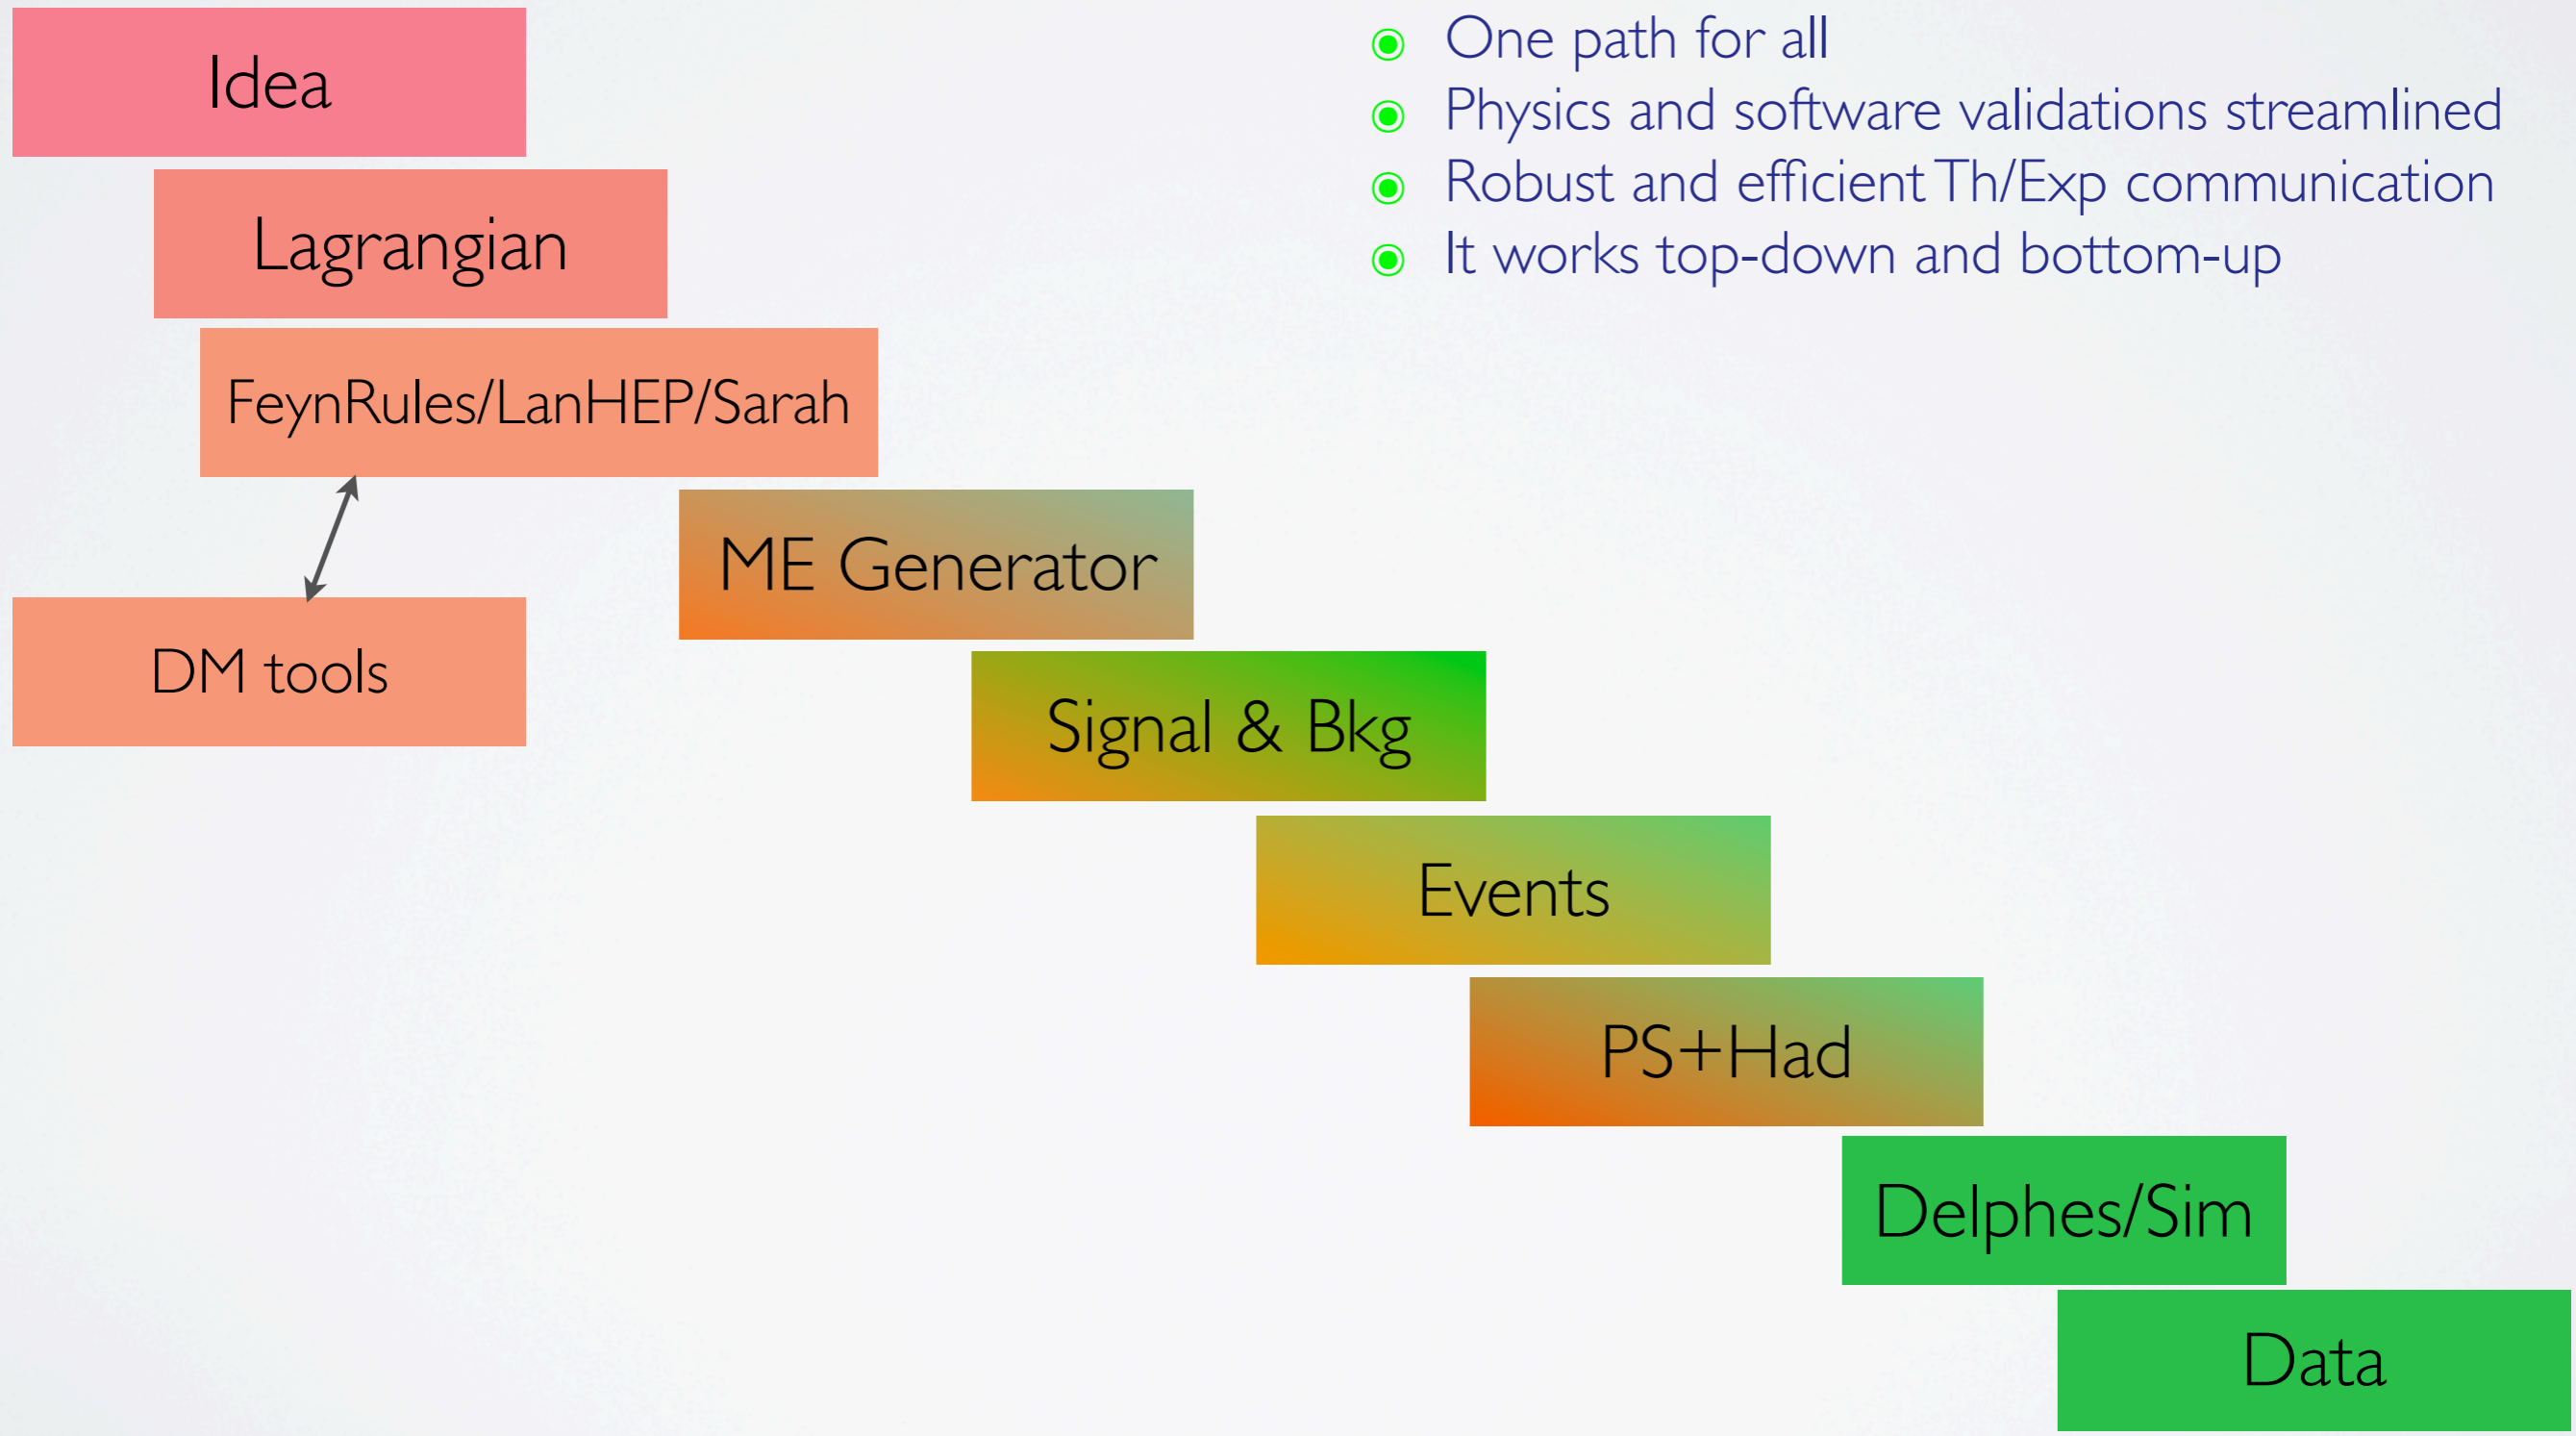 Idea
Lagrangian
FeynRules/LanHEP/Sarah
DM tools
ME Generator
Signal & Bkg
Events
PS+Had
Delphes/Sim
Data
One path for all
Physics and software validations streamlined
Robust and efficient Th/Exp communication
It works top-down and bottom-up